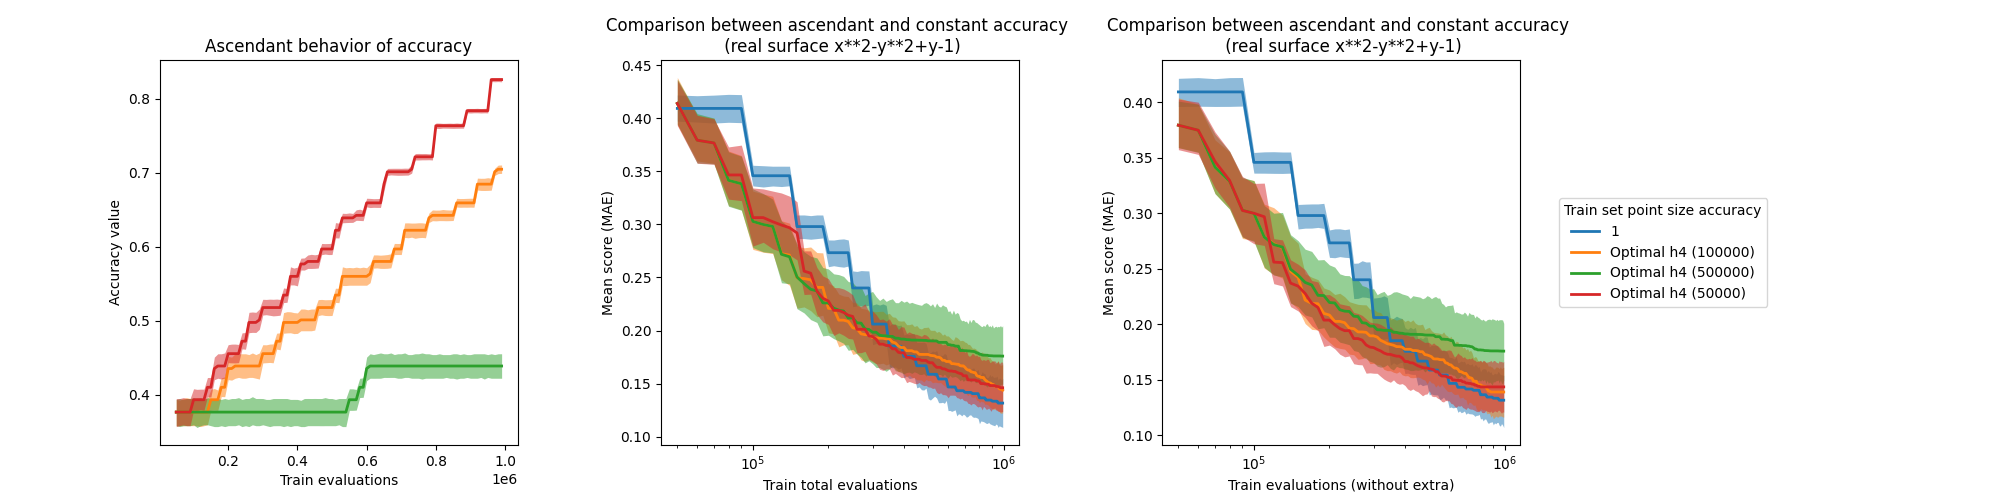 Ascendant behavior of accuracy
Accuracy value
0.8
0.7
0.6
0.5
0.4
0.2
0.4
0.6
0.8
1.0
1e6
Train evaluations
Comparison between ascendant and constant accuracy
(real surface x**2-y**2+y-1)
Mean score (MAE)
0.45
0.40
0.35
0.30
0.25
0.20
0.15
0.10
10^5
10^6
Train total evaluations
Comparison between ascendant and constant accuracy
(real surface x**2-y**2+y-1)
Mean score (MAE)
0.40
0.35
0.30
0.25
0.20
0.15
0.10
10^5
10^6
Train evaluations (without extra)
Train set point size accuracy
1
Optimal h4 (100000)
Optimal h4 (500000)
Optimal h4 (50000)